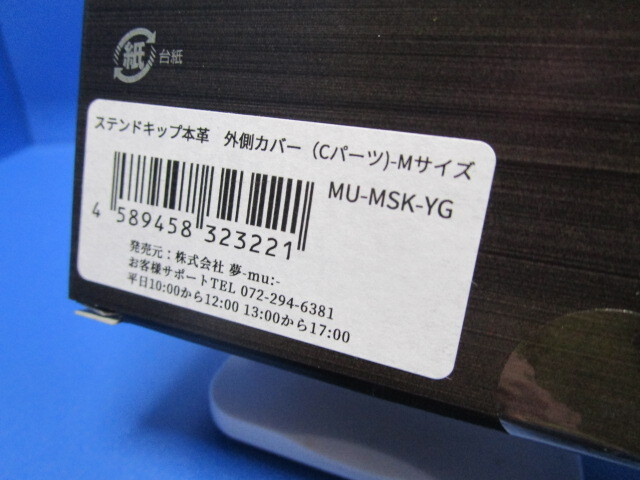 紙 台紙
ステンドキップ本革　外側カバー (Cパーツ)-Mサイズ
MU-MSK-YG
4 589458 323221
発売元：株式会社 夢-mu:-
お客様サポートTEL 072-294-6381
平日10:00から12:00 13:00から17:00